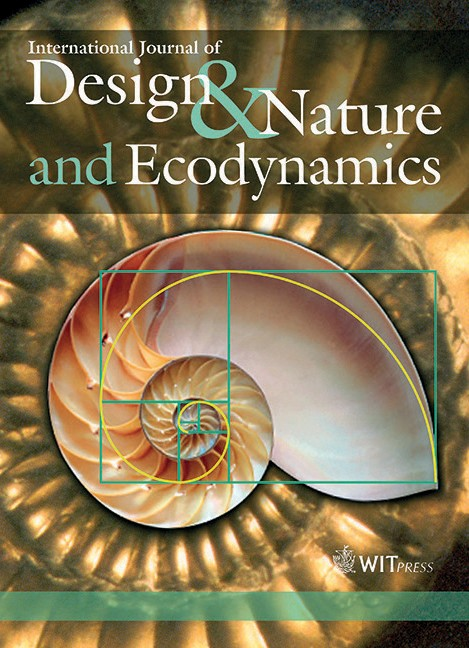 International Journal of
Design & Nature
and Ecodynamics
WITPRESS